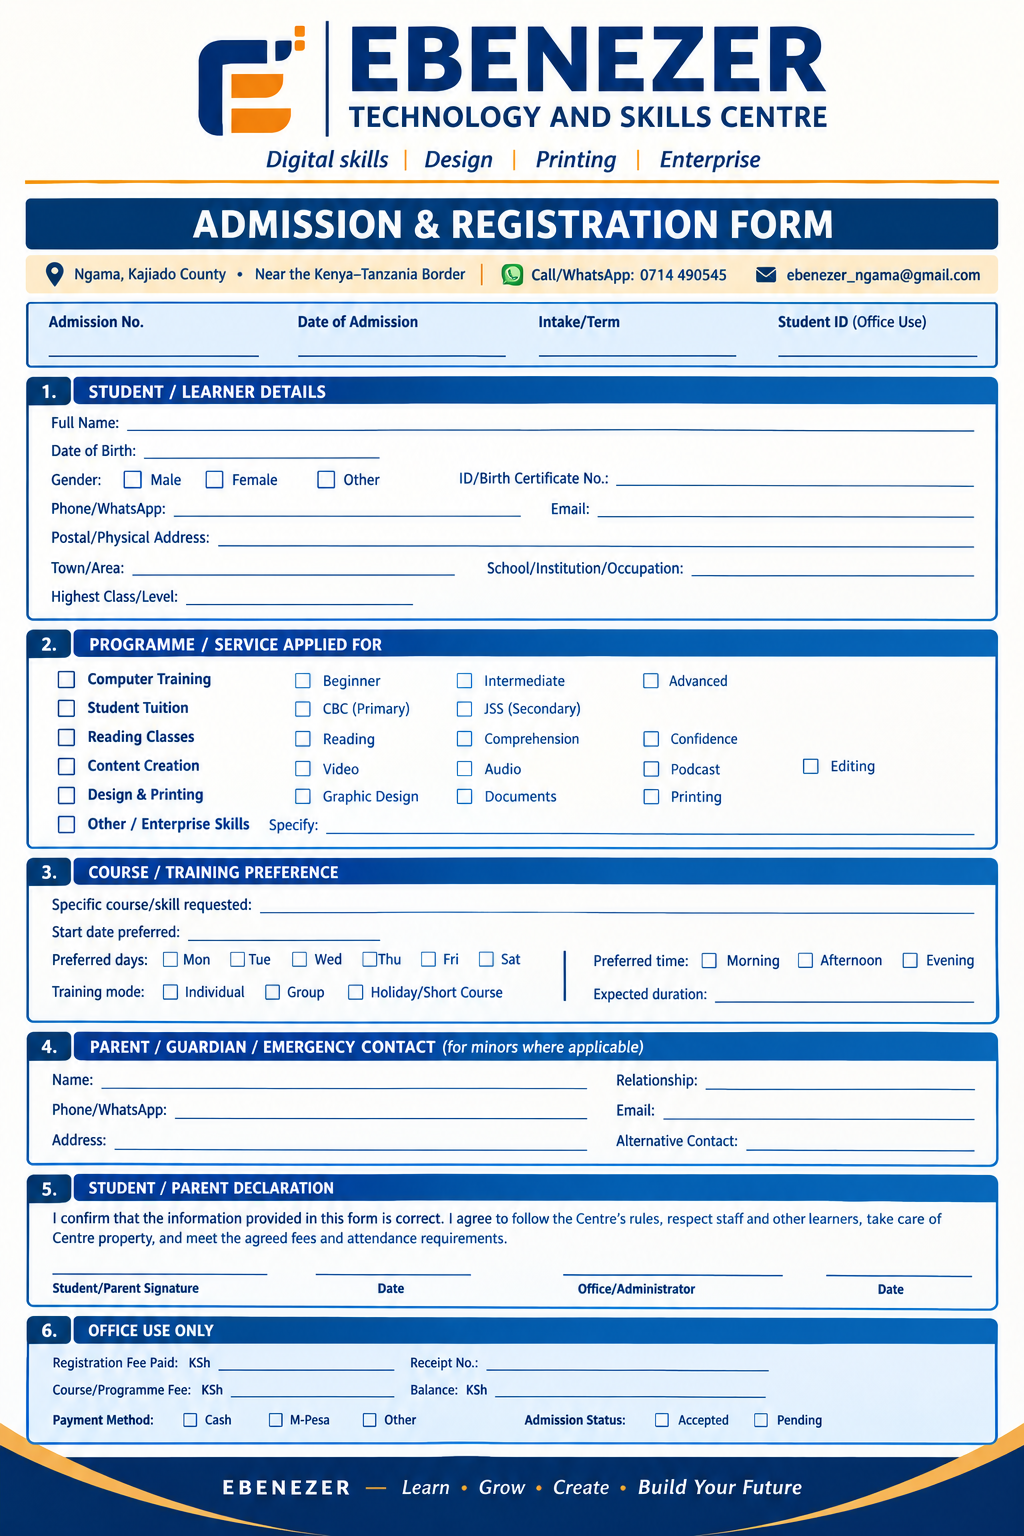 EBENEZER
TECHNOLOGY AND SKILLS CENTRE
Digital skills | Design | Printing | Enterprise
ADMISSION & REGISTRATION FORM
Ngama, Kajiado County • Near the Kenya–Tanzania Border | Call/WhatsApp: 0714 490545 ebenezer_ngama@gmail.com
Admission No. Date of Admission Intake/Term Student ID (Office Use)
1. STUDENT / LEARNER DETAILS
Full Name:
Date of Birth:
Gender: Male Female Other ID/Birth Certificate No.:
Phone/WhatsApp: Email:
Postal/Physical Address:
Town/Area: School/Institution/Occupation:
Highest Class/Level:
2. PROGRAMME / SERVICE APPLIED FOR
Computer Training Beginner Intermediate Advanced
Student Tuition CBC (Primary) JSS (Secondary)
Reading Classes Reading Comprehension Confidence
Content Creation Video Audio Podcast Editing
Design & Printing Graphic Design Documents Printing
Other / Enterprise Skills Specify:
3. COURSE / TRAINING PREFERENCE
Specific course/skill requested:
Start date preferred:
Preferred days: Mon Tue Wed Thu Fri Sat Preferred time: Morning Afternoon Evening
Training mode: Individual Group Holiday/Short Course Expected duration:
4. PARENT / GUARDIAN / EMERGENCY CONTACT (for minors where applicable)
Name: Relationship:
Phone/WhatsApp: Email:
Address: Alternative Contact:
5. STUDENT / PARENT DECLARATION
I confirm that the information provided in this form is correct. I agree to follow the Centre's rules, respect staff and other learners, take care of
Centre property, and meet the agreed fees and attendance requirements.
Student/Parent Signature Date Office/Administrator Date
6. OFFICE USE ONLY
Registration Fee Paid: KSh Receipt No.:
Course/Programme Fee: KSh Balance: KSh
Payment Method: Cash M-Pesa Other Admission Status: Accepted Pending
EBENEZER — Learn • Grow • Create • Build Your Future